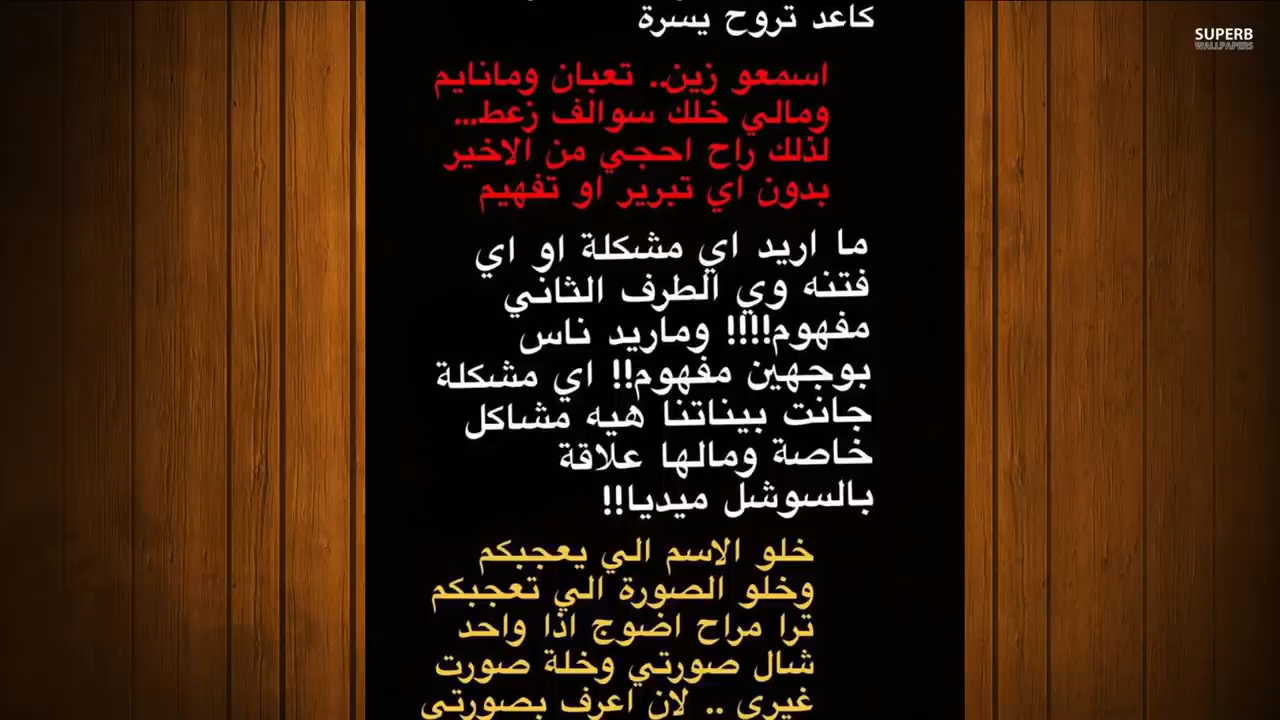 كاعد تروح يسرة
SUPERB
WALLPAPERS
اسمعو زين.. تعبان ومانايم
ومالي خلك سوالف زعط...
لذلك راح احجي من الاخير
بدون اي تبرير او تفهيم
ما اريد اي مشكلة او اي
فتنه وي الطرف الثاني
مفهوم!!!! وماريد ناس
بوجهين مفهوم!! اي مشكلة
جانت بيناتنا هيه مشاكل
خاصة ومالها علاقة
بالسوشل ميديا!!
خلو الاسم الي يعجبكم
وخلو الصورة الي تعجبكم
ترا مراح اضوج اذا واحد
شال صورتي وخلة صورت
غيري .. لان اعرف بصورتي